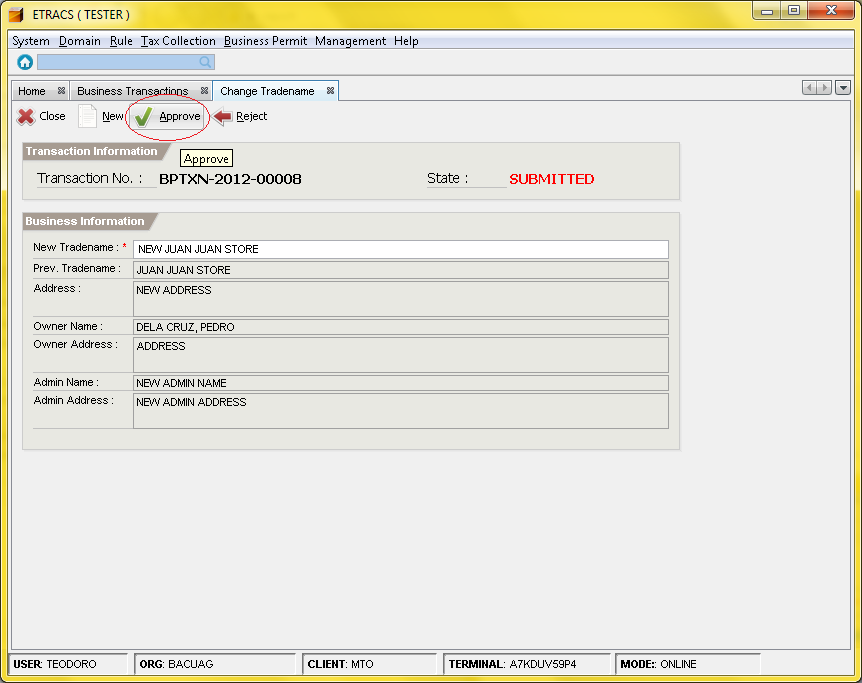 ETRACS ( TESTER )
System Domain Rule Tax Collection Business Permit Management Help
Home Business Transactions Change Tradename
Close New Approve Reject
Transaction Information
Approve
Transaction No. : BPTXN-2012-00008 State : SUBMITTED
Business Information
New Tradename : * NEW JUAN JUAN STORE
Prev. Tradename : JUAN JUAN STORE
Address : NEW ADDRESS
Owner Name : DELA CRUZ, PEDRO
Owner Address : ADDRESS
Admin Name : NEW ADMIN NAME
Admin Address : NEW ADMIN ADDRESS
USER: TEODORO ORG: BACUAG CLIENT: MTO TERMINAL: A7KDUV59P4 MODE:: ONLINE